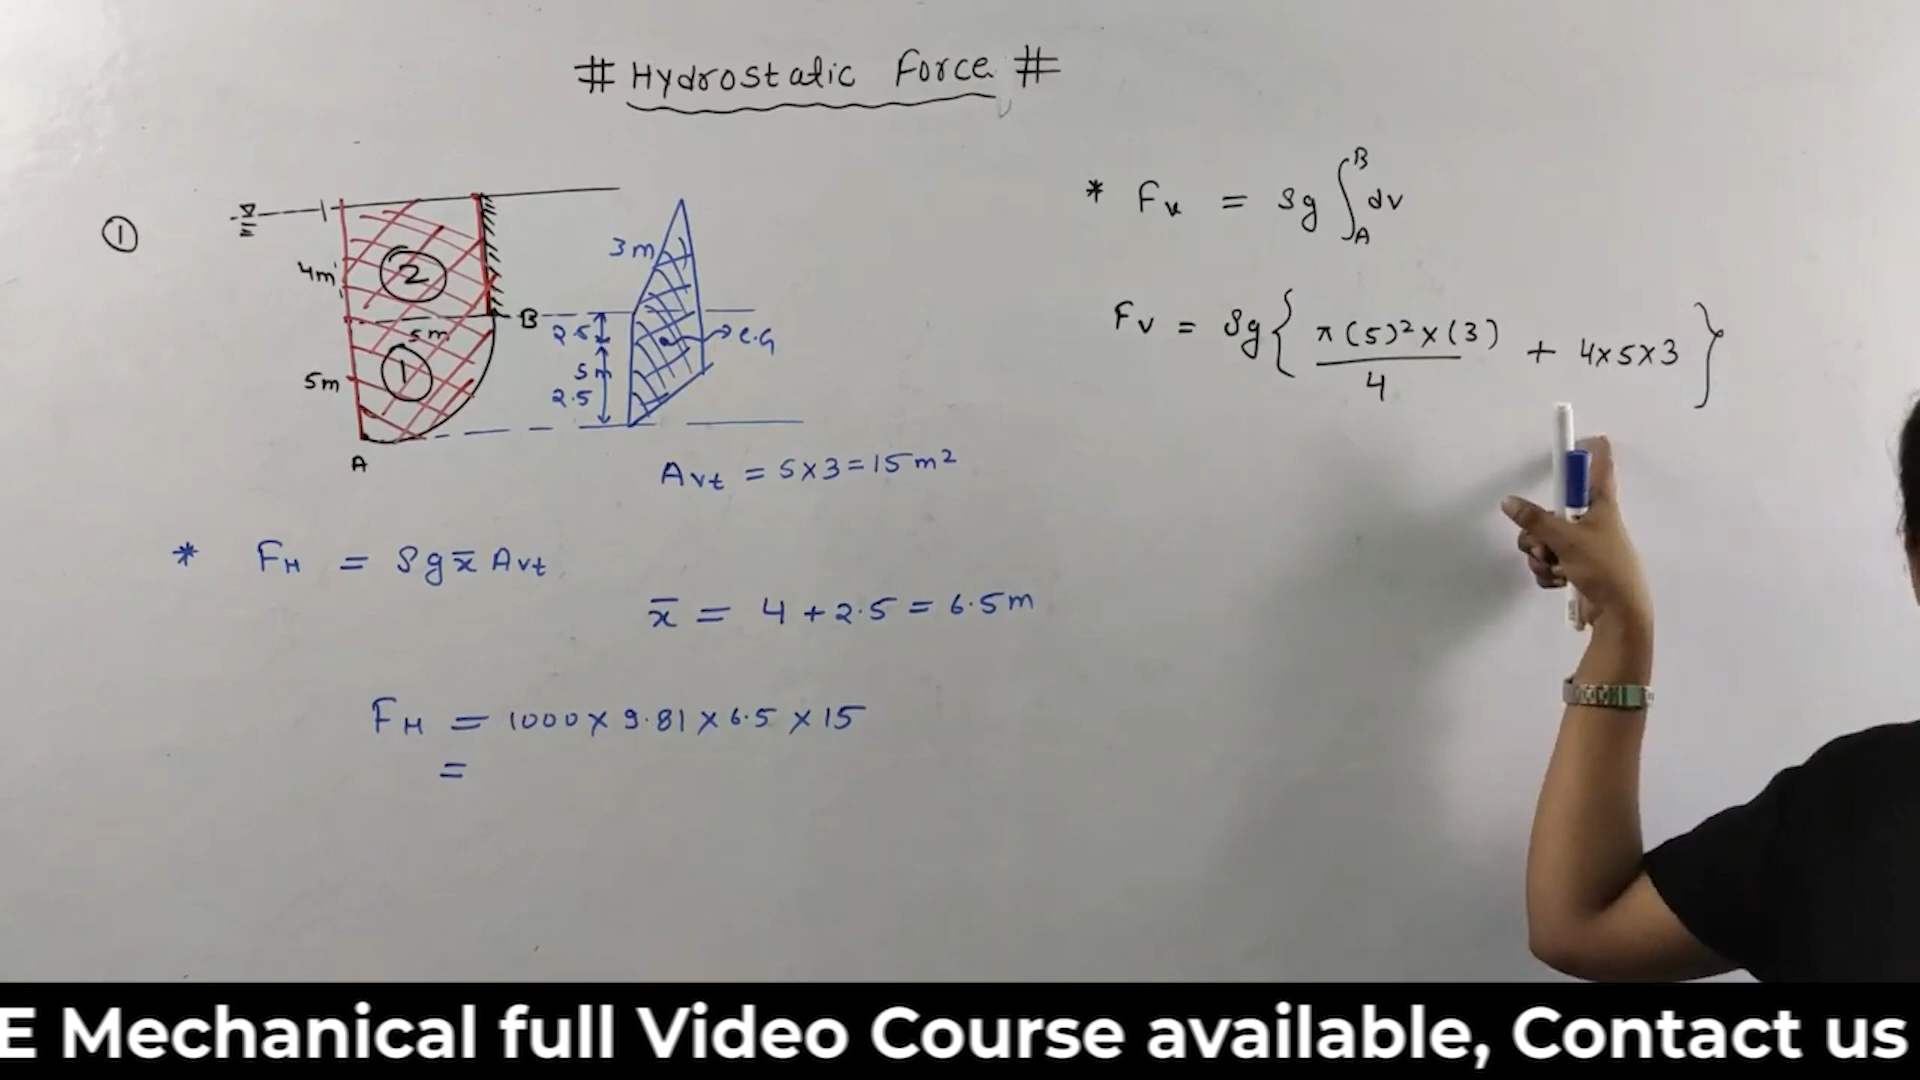 # Hydrostatic Force #
①
4m
②
5m
B
5m
①
A
3m
2.5
5m
2.5
C.G
Avt = 5×3=15m²
* FH = ρg x̄ Avt
x̄ = 4+2.5 = 6.5m
FH = 1000×9.81×6.5×15
=
* Fv = ρg ∫_A^B dv
Fv = ρg { π(5)²×(3)/4 + 4×5×3 }
E Mechanical full Video Course available, Contact us